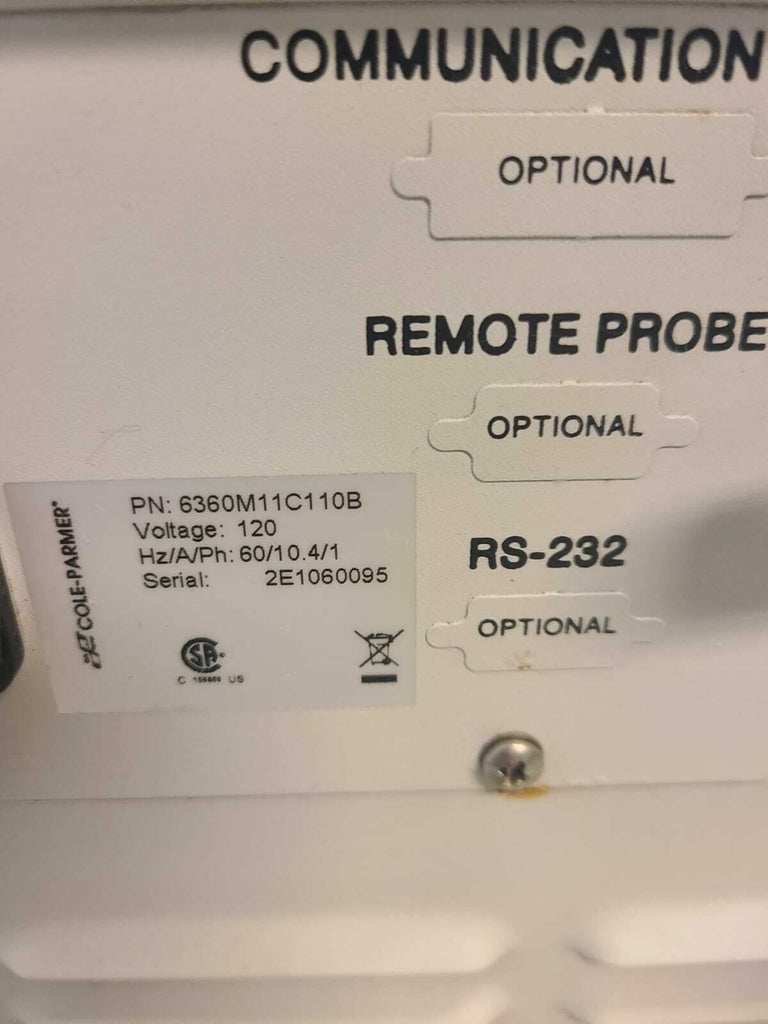 COMMUNICATION
OPTIONAL
REMOTE PROBE
OPTIONAL
RS-232
OPTIONAL
COLE-PARMER®
PN: 6360M11C110B
Voltage: 120
Hz/A/Ph: 60/10.4/1
Serial: 2E1060095
C US